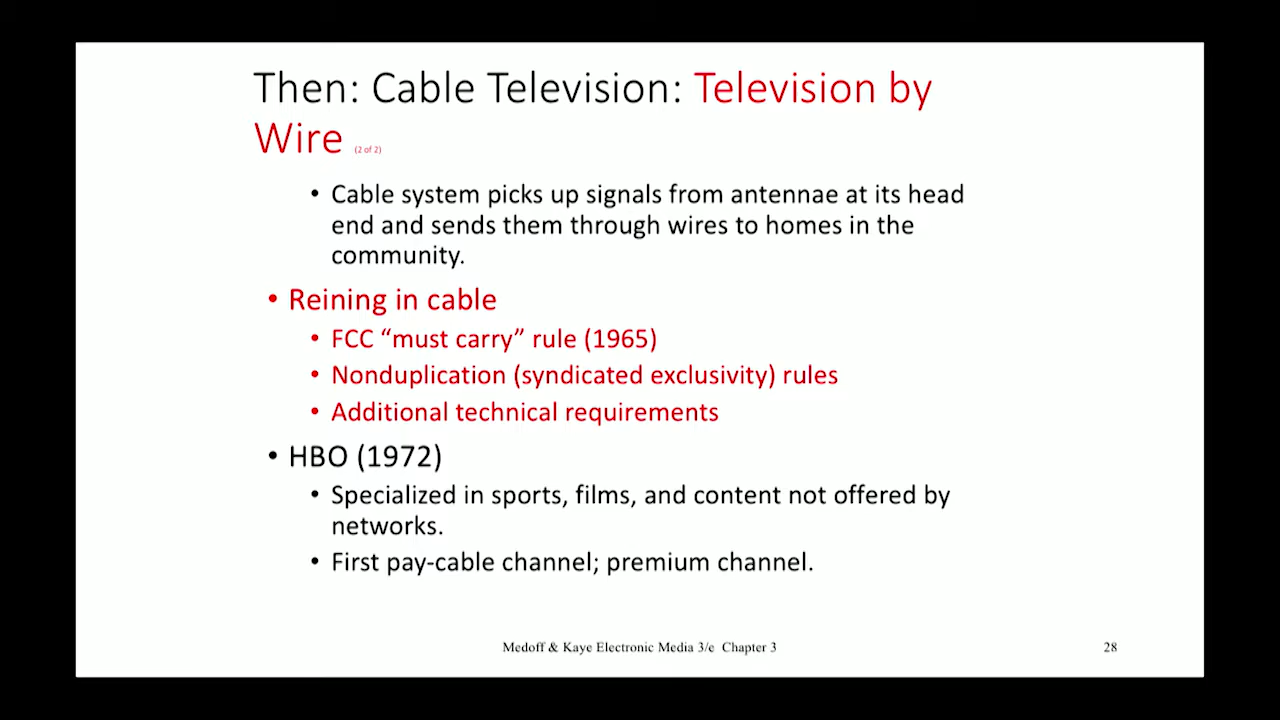 Then: Cable Television: Television by
Wire (2 of 2)
• Cable system picks up signals from antennae at its head
end and sends them through wires to homes in the
community.
• Reining in cable
• FCC “must carry” rule (1965)
• Nonduplication (syndicated exclusivity) rules
• Additional technical requirements
• HBO (1972)
• Specialized in sports, films, and content not offered by
networks.
• First pay-cable channel; premium channel.
Medoff & Kaye Electronic Media 3/e Chapter 3
28